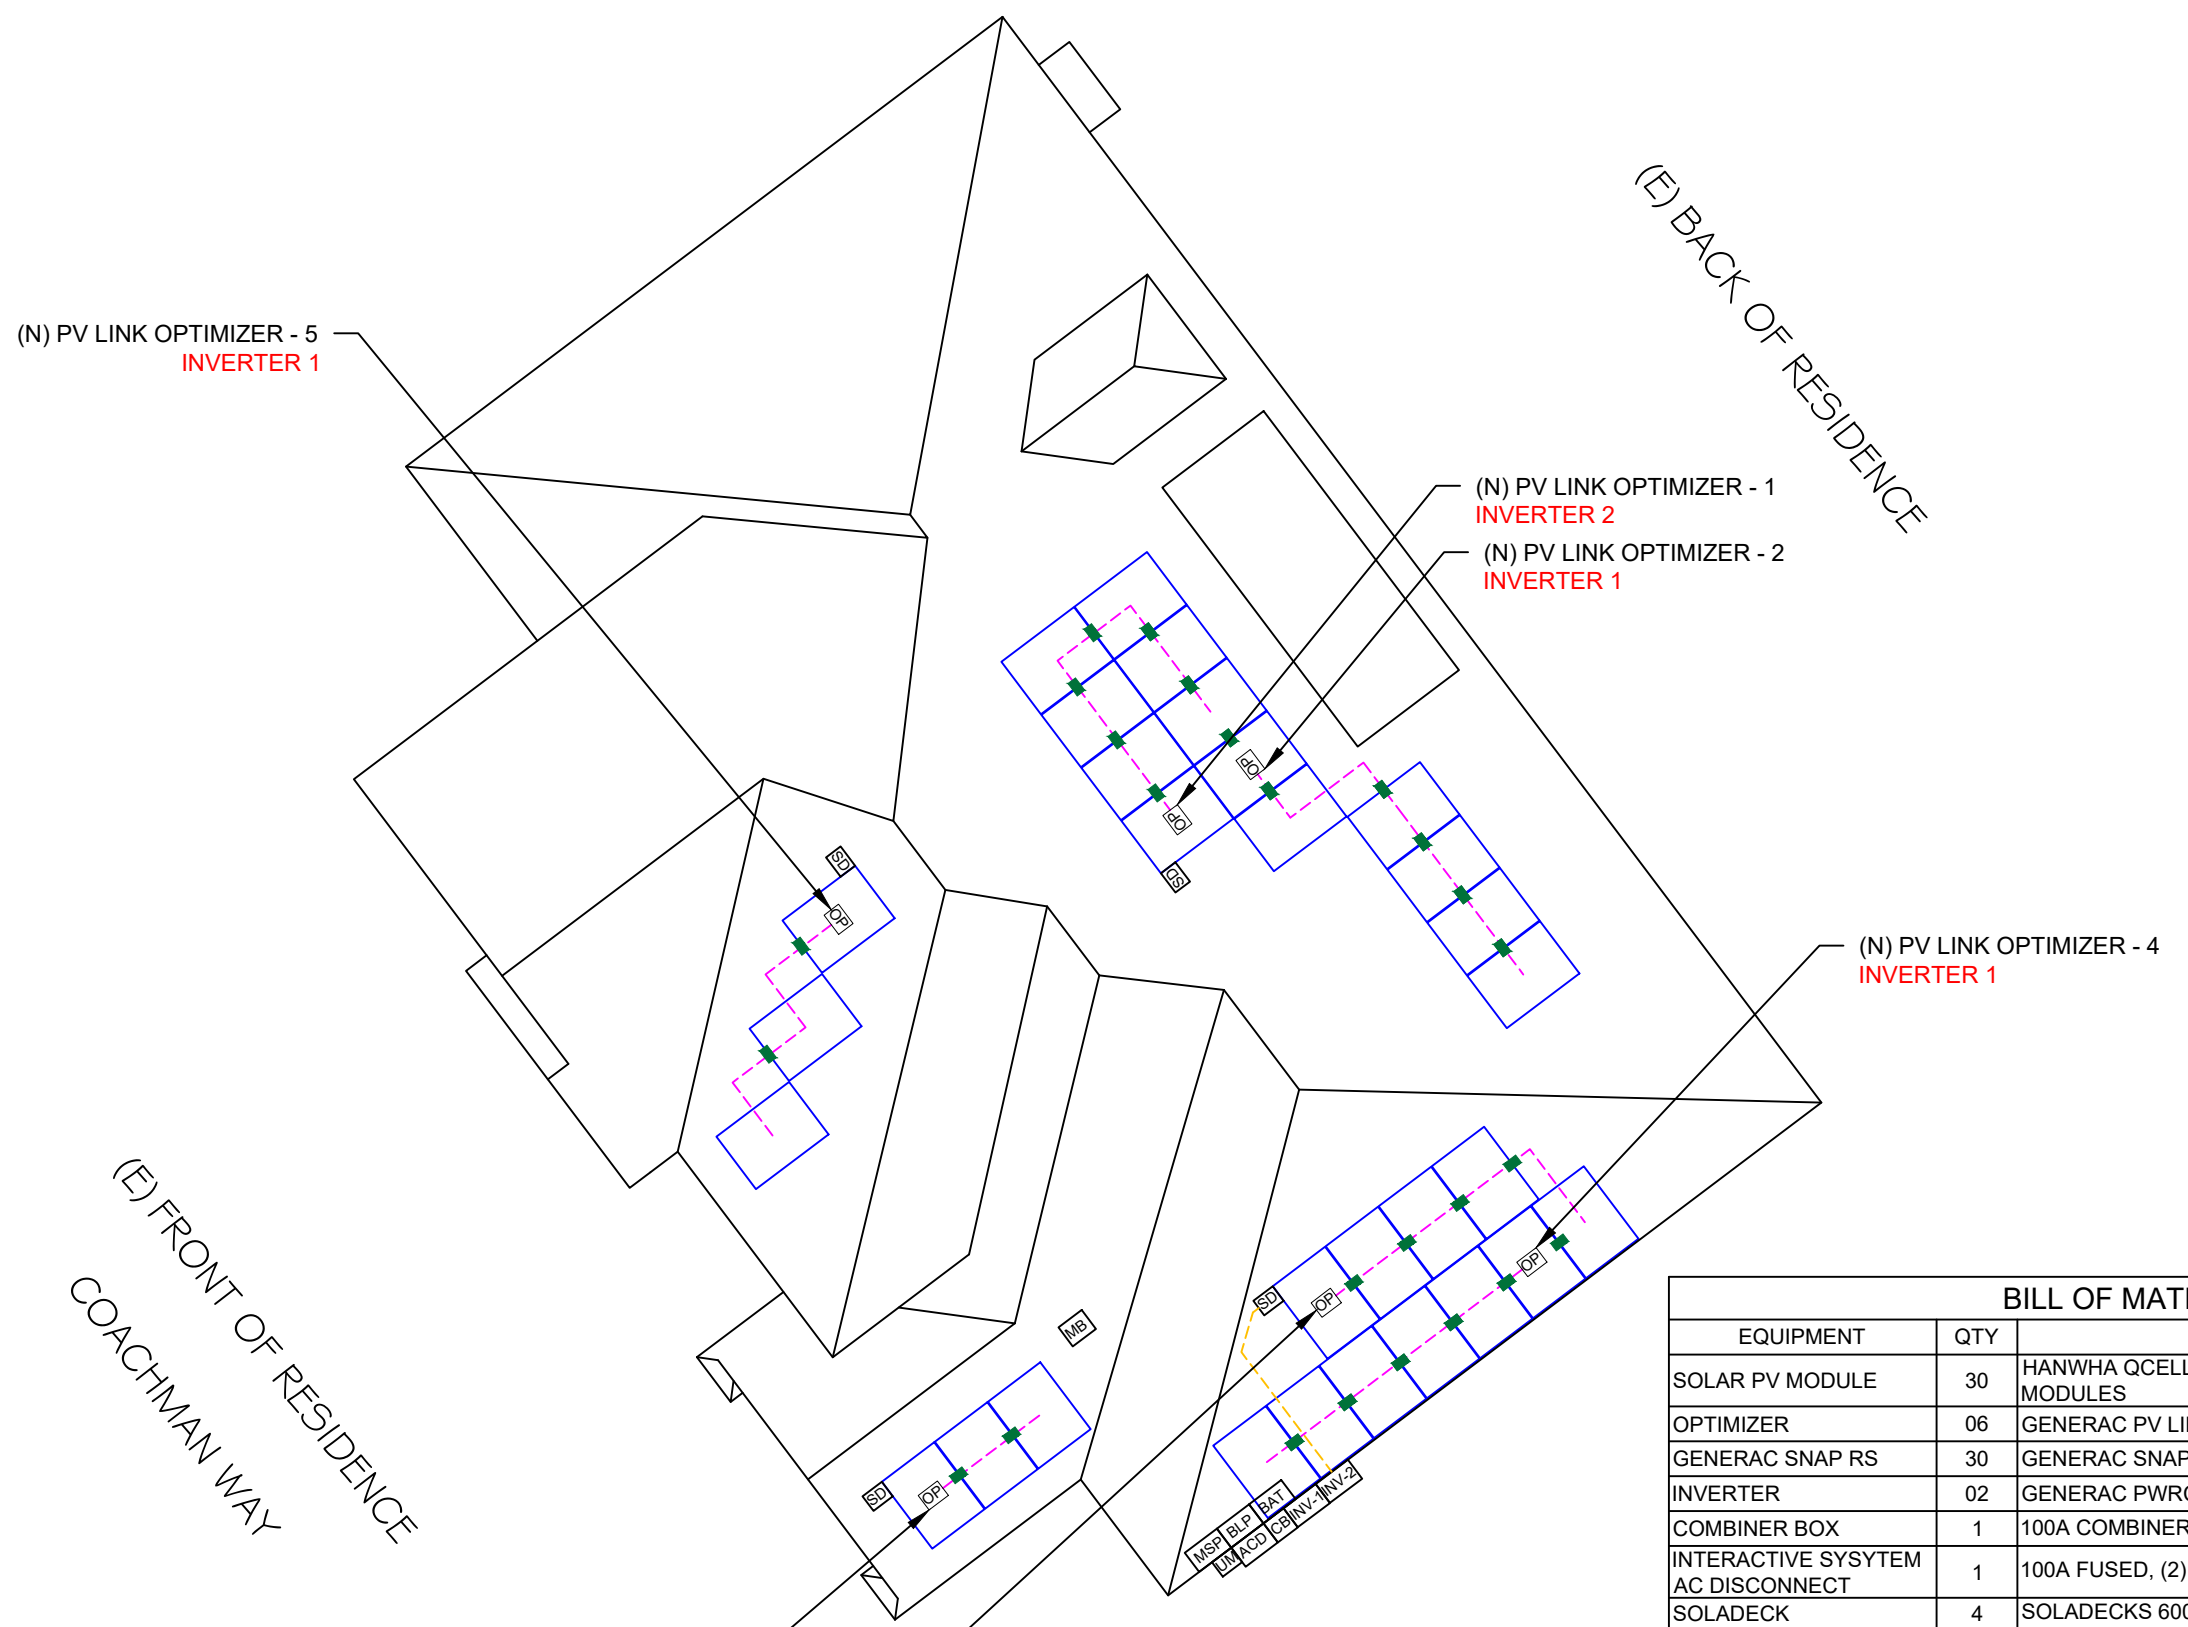 (E) BACK OF RESIDENCE
(N) PV LINK OPTIMIZER - 5
INVERTER 1
(N) PV LINK OPTIMIZER - 1
INVERTER 2
(N) PV LINK OPTIMIZER - 2
INVERTER 1
OP
OP
SD
SD
OP
(N) PV LINK OPTIMIZER - 4
INVERTER 1
(E) FRONT OF RESIDENCE
COACHMAN WAY
OP
SD
OP
MB
SD
OP
MSP
BLP
BAT
UM
ACD
CB
INV-1
INV-2
BILL OF MAT
EQUIPMENT QTY
SOLAR PV MODULE 30 HANWHA QCELL
MODULES
OPTIMIZER 06 GENERAC PV LI
GENERAC SNAP RS 30 GENERAC SNAP
INVERTER 02 GENERAC PWR
COMBINER BOX 1 100A COMBINER
INTERACTIVE SYSYTEM
AC DISCONNECT 1 100A FUSED, (2)
SOLADECK 4 SOLADECKS 600